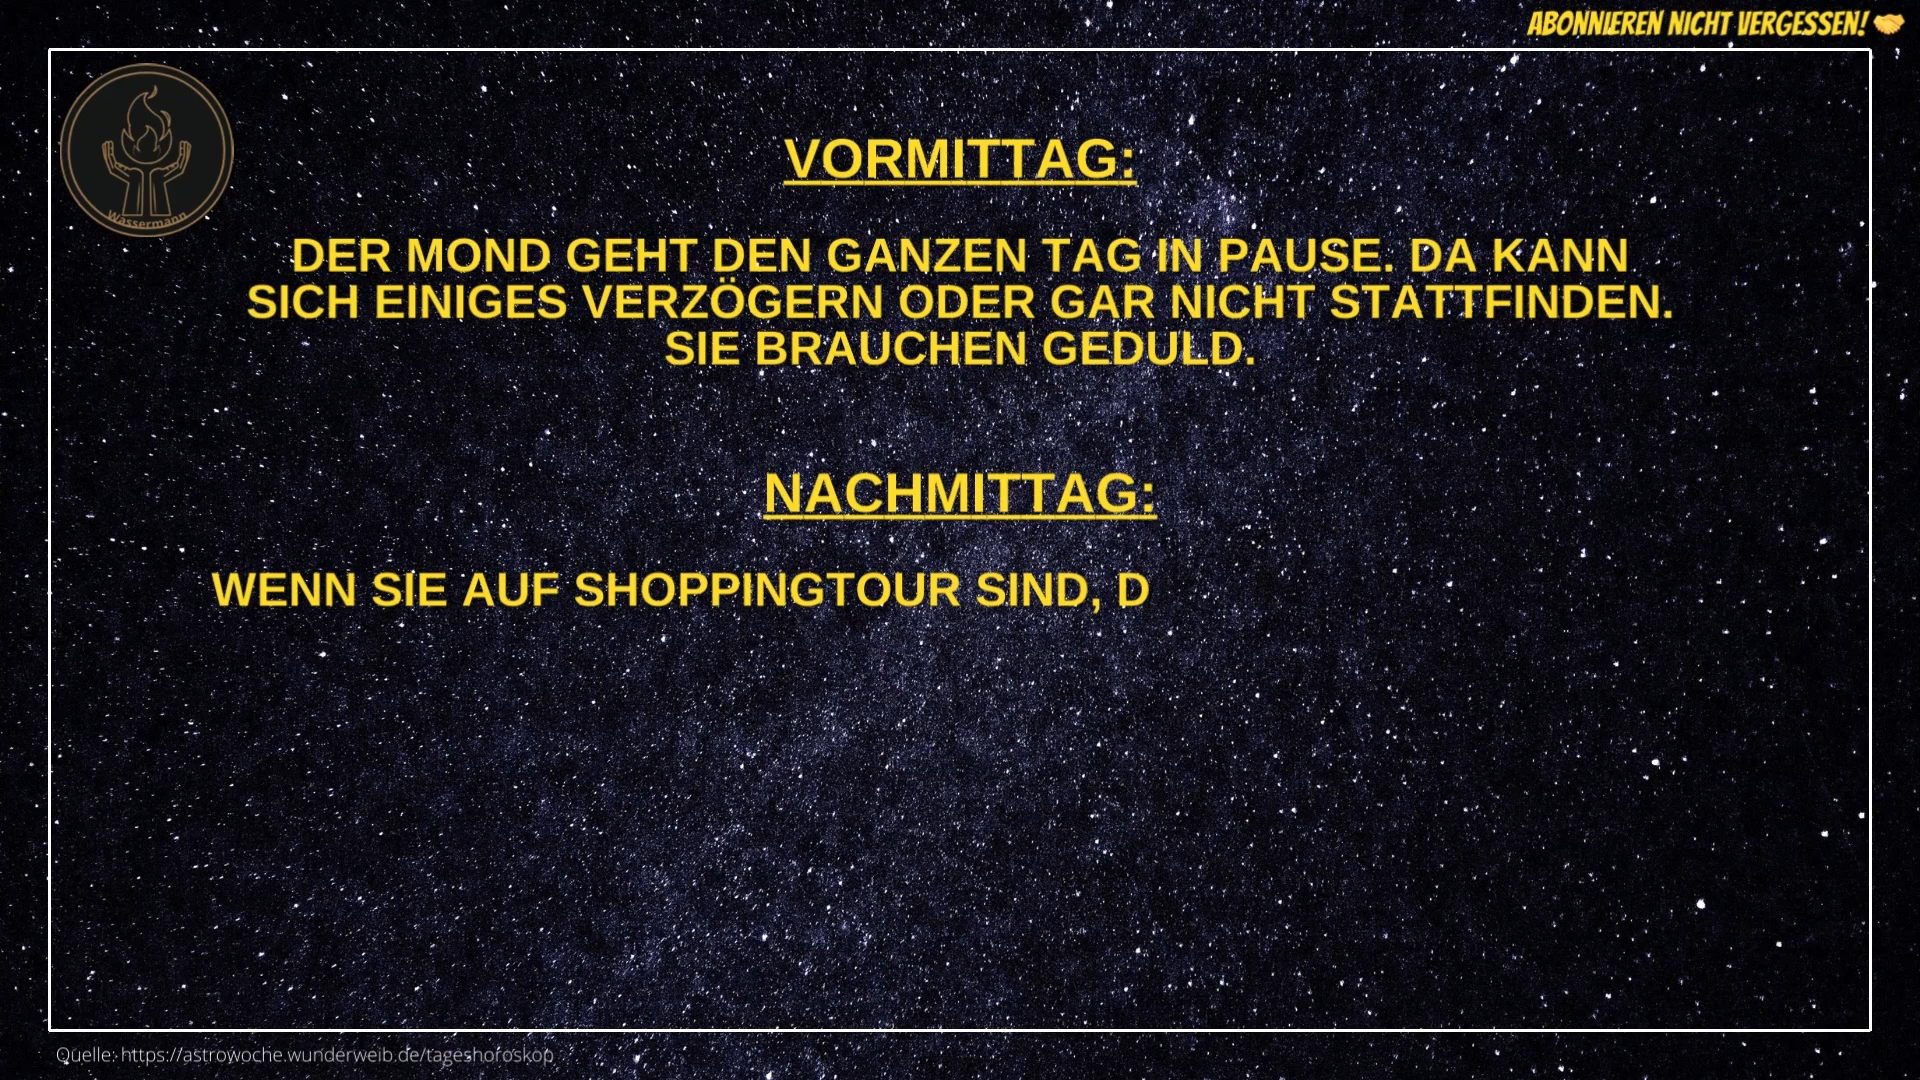 ABONNIEREN NICHT VERGESSEN!
Wassermann
VORMITTAG:
DER MOND GEHT DEN GANZEN TAG IN PAUSE. DA KANN
SICH EINIGES VERZÖGERN ODER GAR NICHT STATTFINDEN.
SIE BRAUCHEN GEDULD.
NACHMITTAG:
WENN SIE AUF SHOPPINGTOUR SIND, D
Quelle: https://astrowoche.wunderweib.de/tageshoroskop